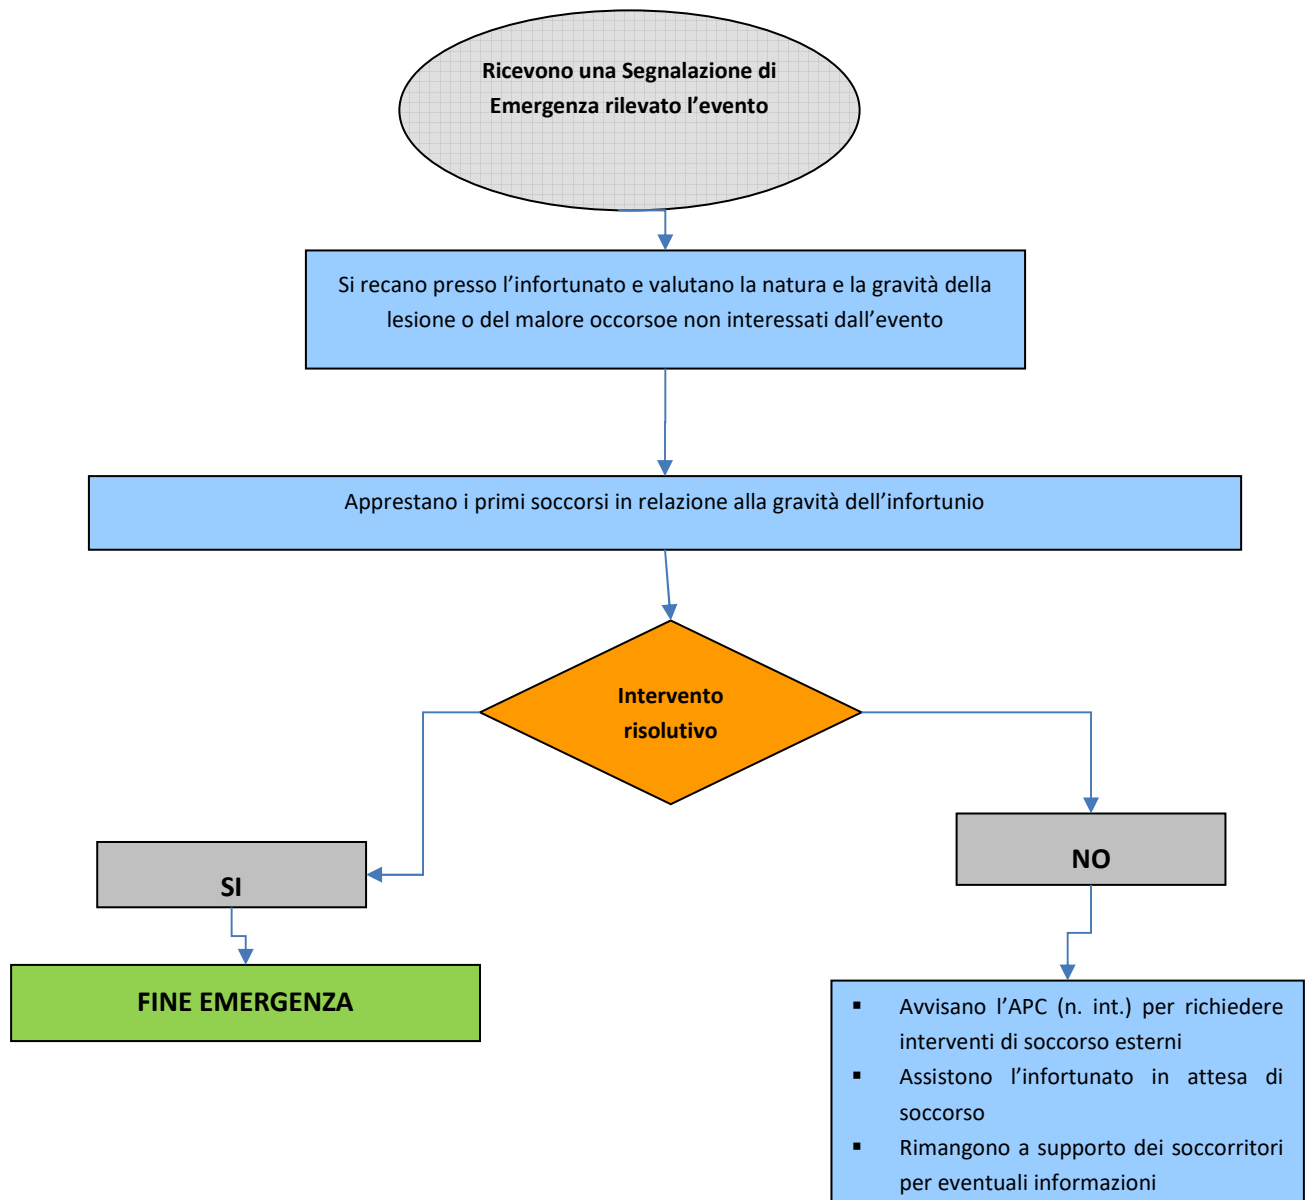 Ricevono una Segnalazione di
Emergenza rilevato l’evento
Si recano presso l’infortunato e valutano la natura e la gravità della
lesione o del malore occorsoe non interessati dall’evento
Apprestano i primi soccorsi in relazione alla gravità dell’infortunio
Intervento
risolutivo
SI
NO
FINE EMERGENZA
▪ Avvisano l’APC (n. int.) per richiedere
interventi di soccorso esterni
▪ Assistono l’infortunato in attesa di
soccorso
▪ Rimangono a supporto dei soccorritori
per eventuali informazioni